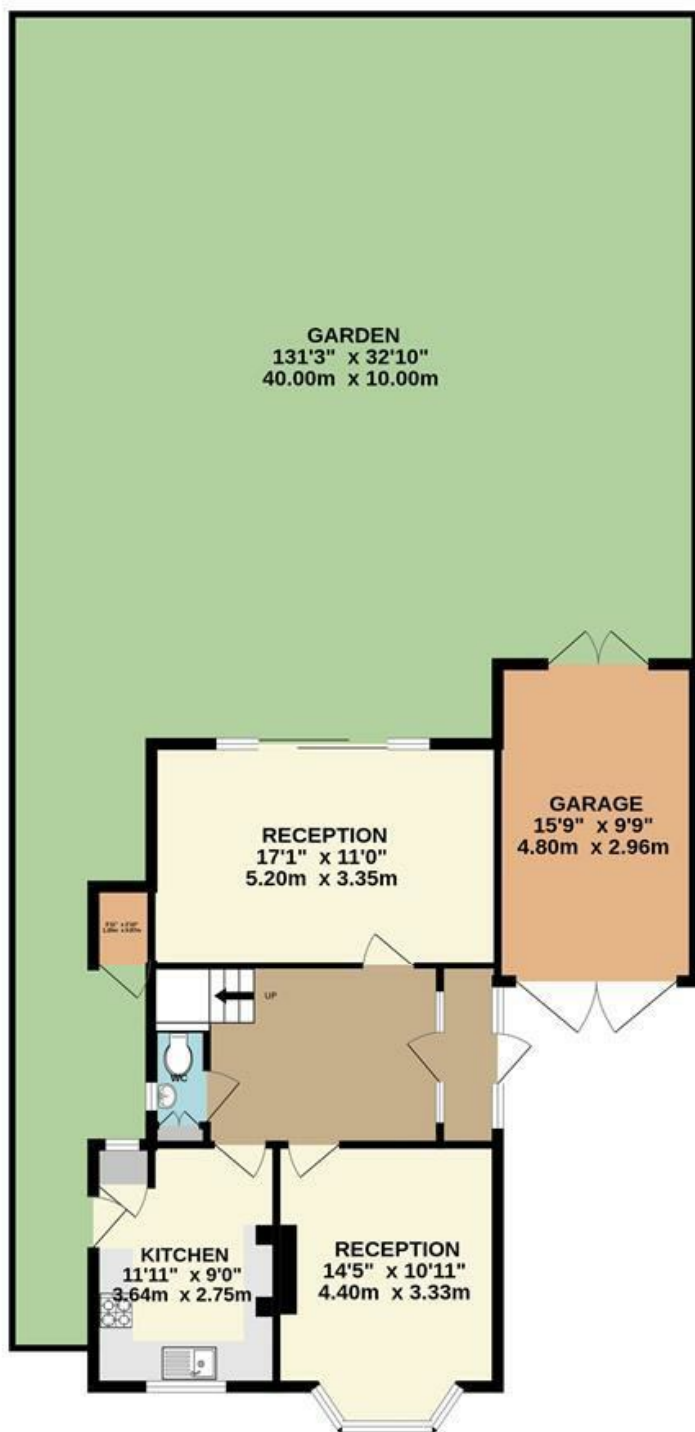 GARDEN
131'3" x 32'10"
40.00m x 10.00m
RECEPTION
17'1" x 11'0"
5.20m x 3.35m
GARAGE
15'9" x 9'9"
4.80m x 2.96m
UP
WC
KITCHEN
11'11" x 9'0"
3.64m x 2.75m
RECEPTION
14'5" x 10'11"
4.40m x 3.33m